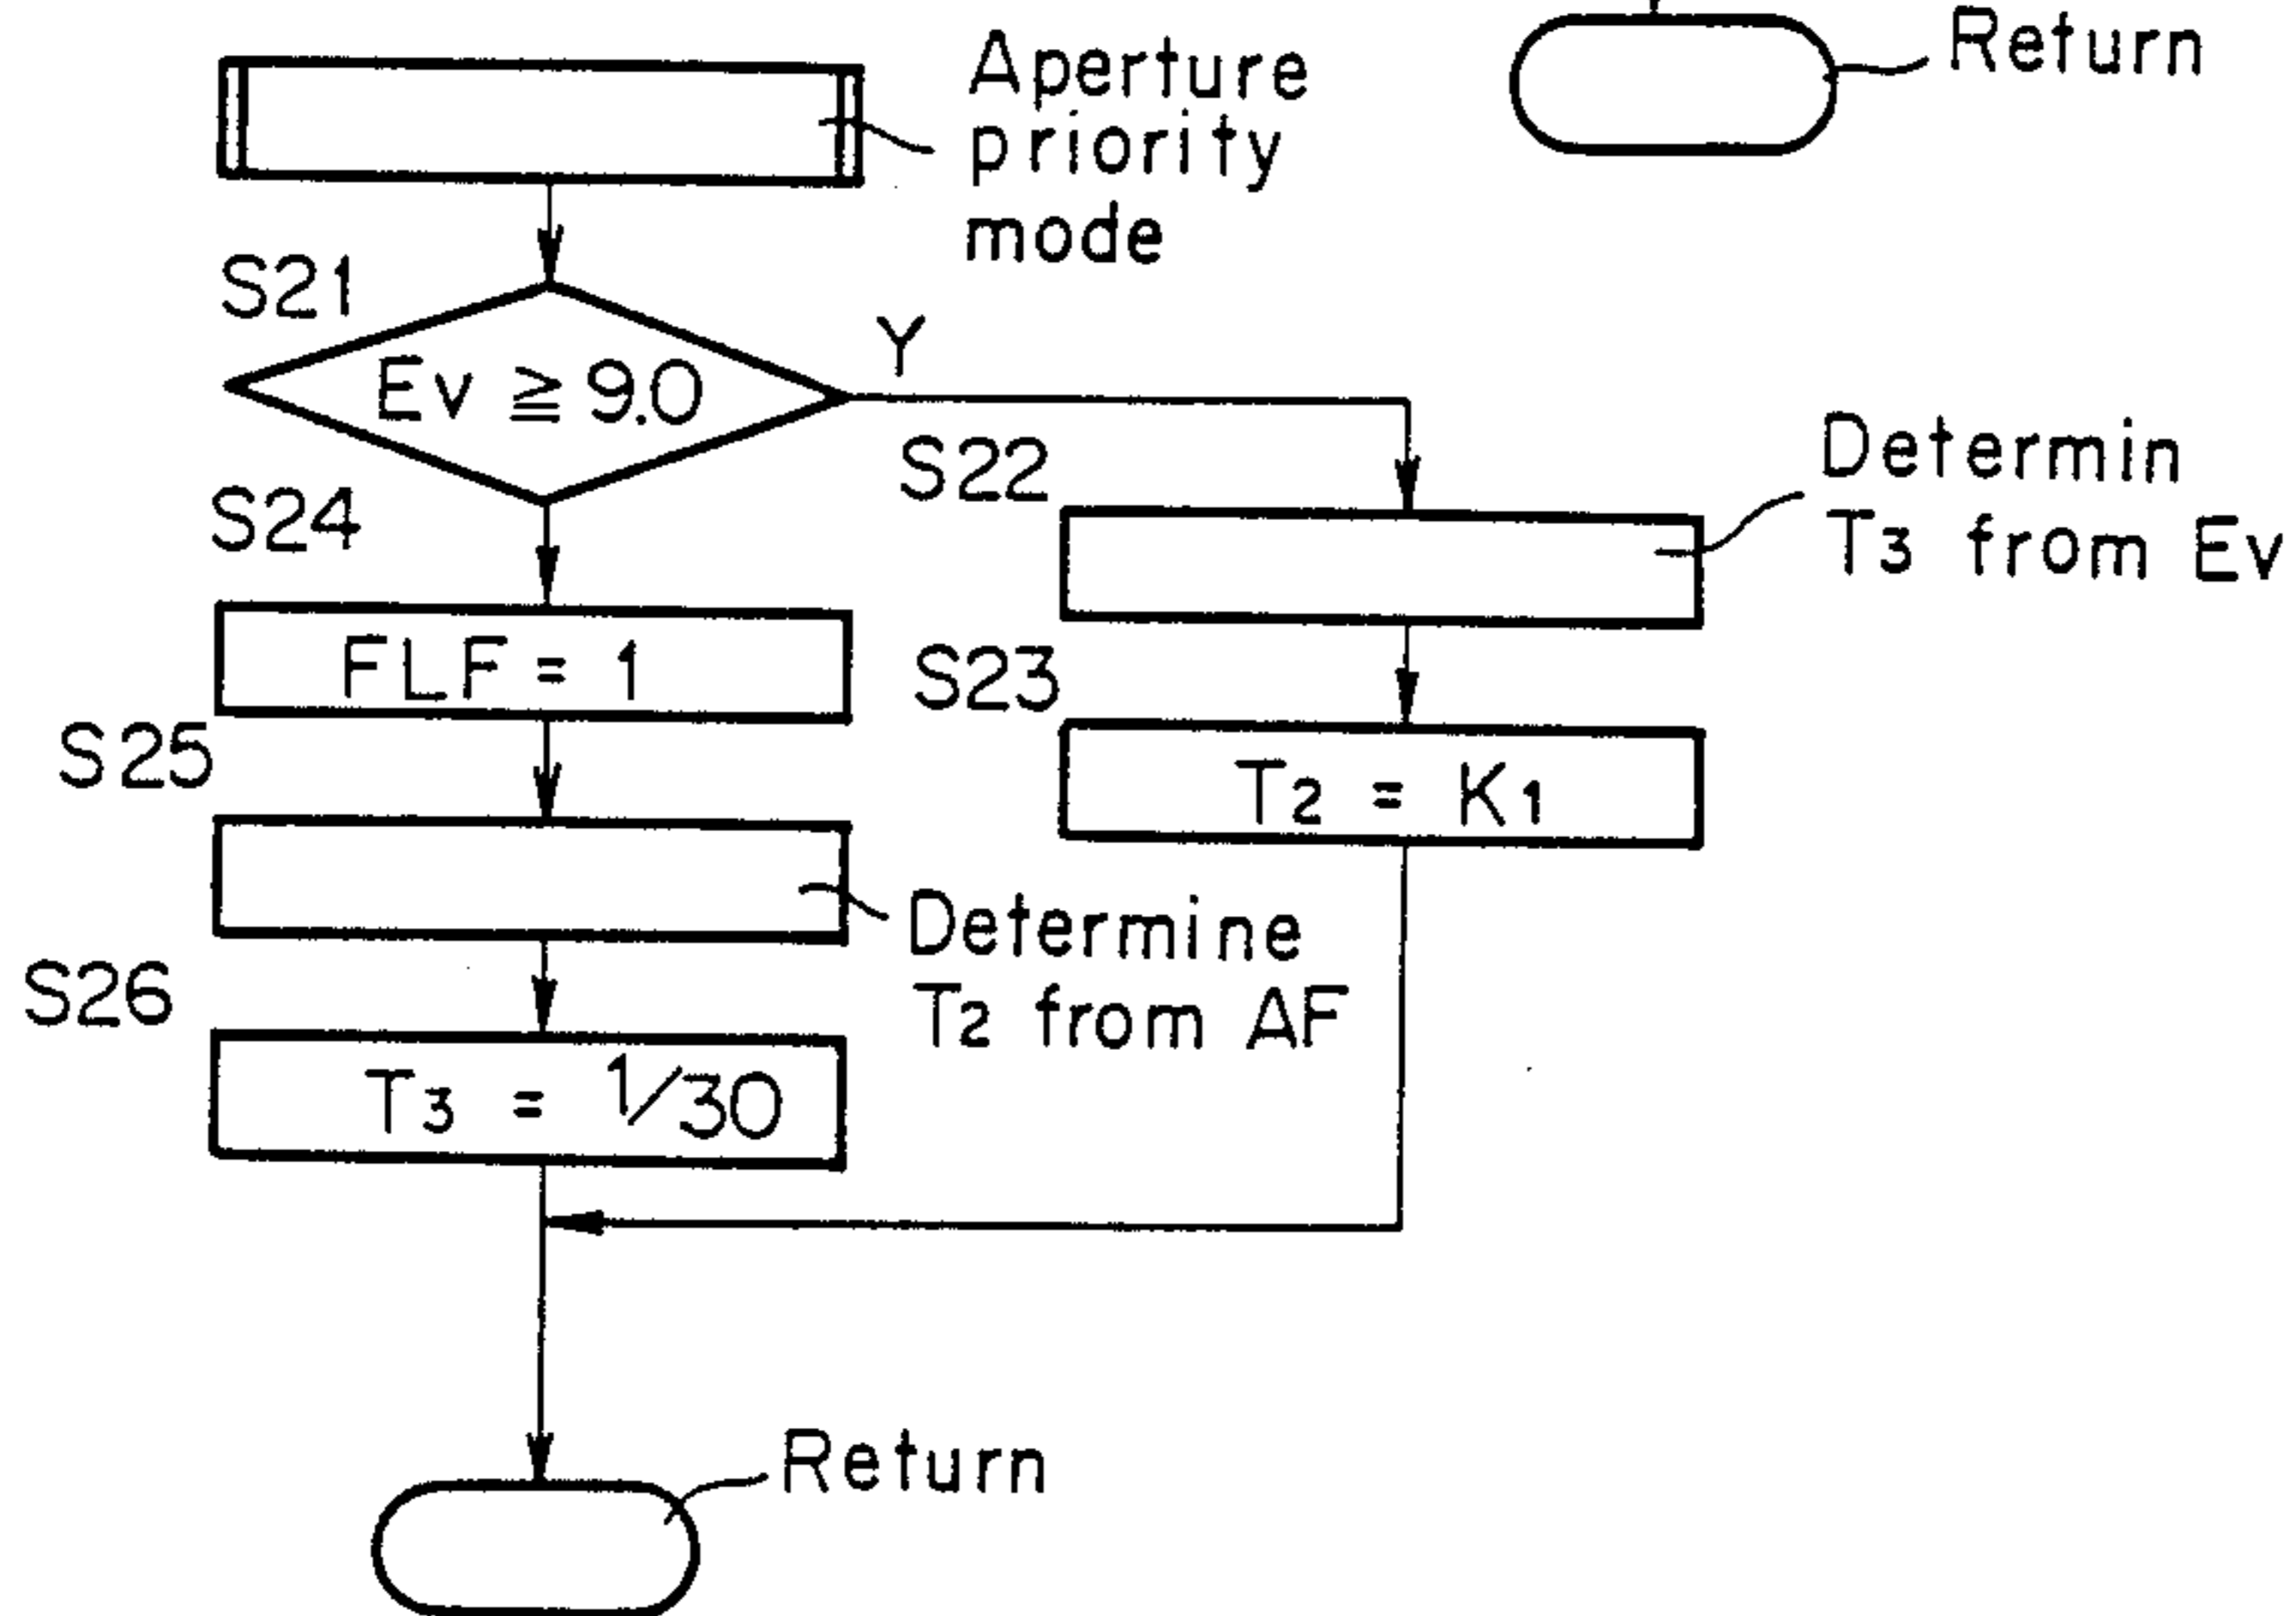 Return
Aperture
priority
mode
S21
Ev ≧ 9.0
Y
S22
Determin
T3 from Ev
S24
FLF = 1
S23
T2 = K1
S25
Determine
T2 from AF
S26
T3 = 1/30
Return